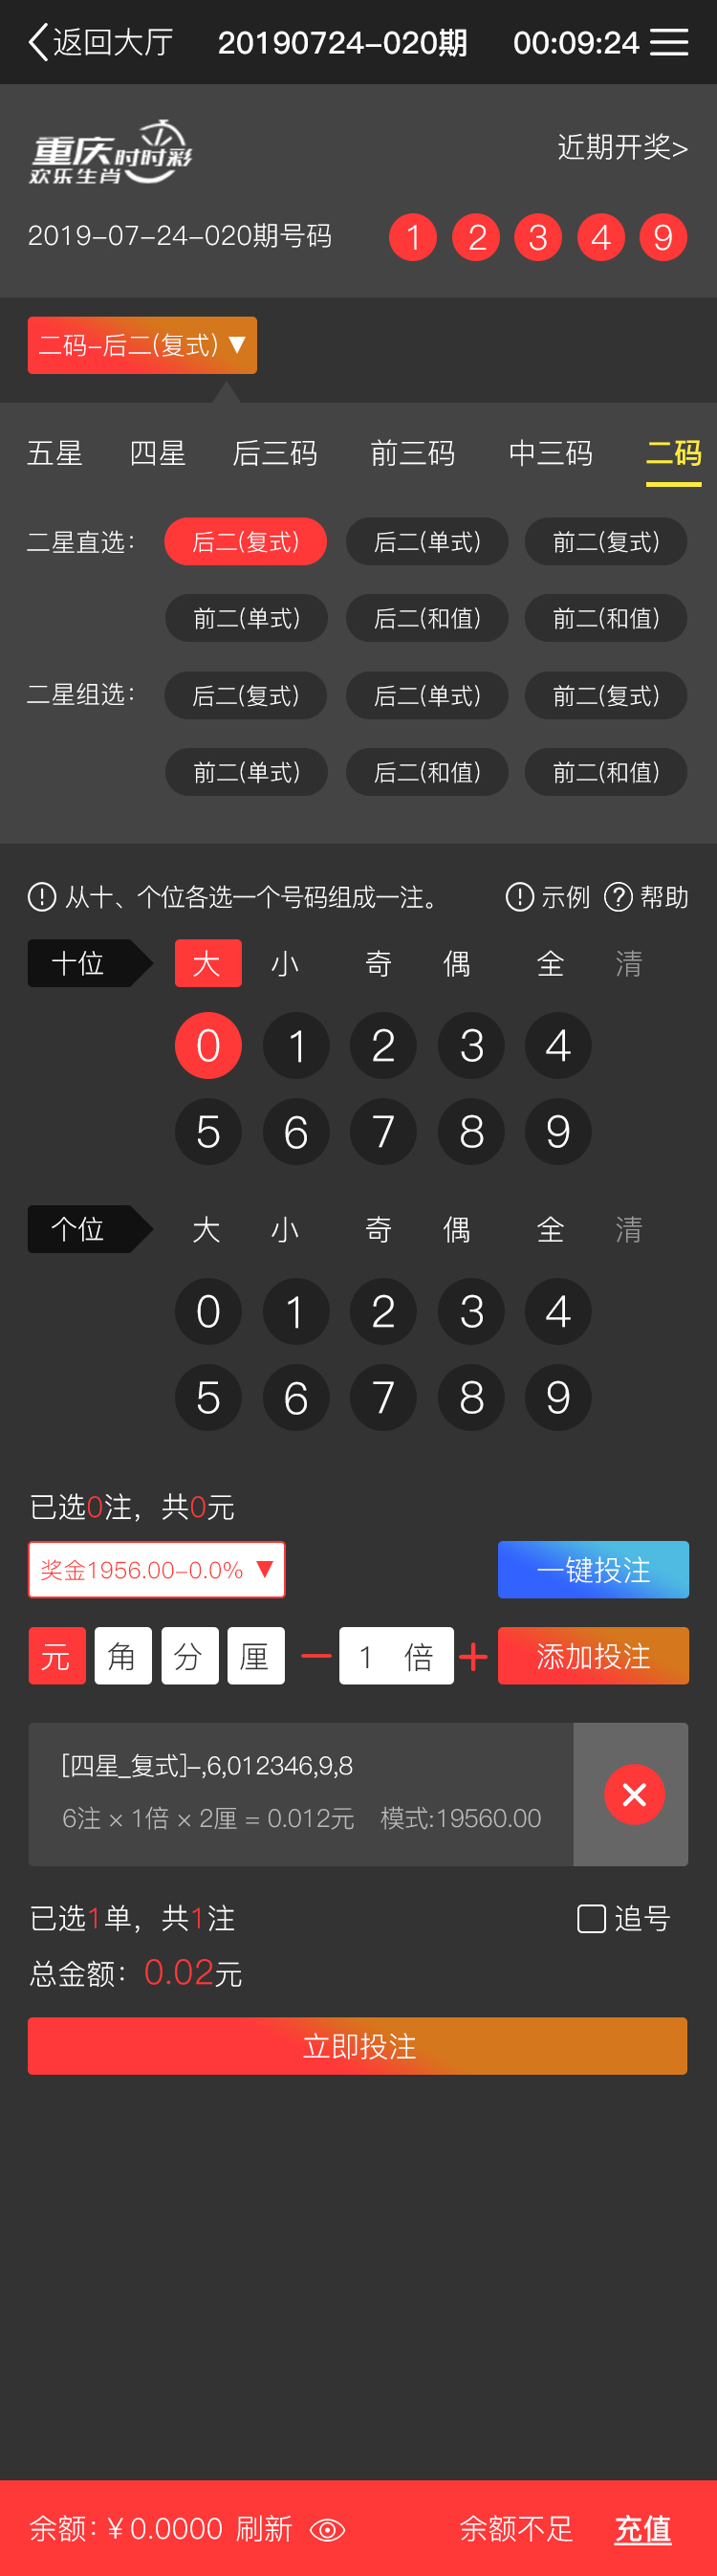 返回大厅 20190724-020期 00:09:24
重庆时时彩
欢乐生肖
近期开奖>
2019-07-24-020期号码 1 2 3 4 9
二码-后二(复式) ▼
五星 四星 后三码 前三码 中三码 二码
二星直选: 后二(复式) 后二(单式) 前二(复式)
前二(单式) 后二(和值) 前二(和值)
二星组选: 后二(复式) 后二(单式) 前二(复式)
前二(单式) 后二(和值) 前二(和值)
从十、个位各选一个号码组成一注。 示例 ? 帮助
十位 大 小 奇 偶 全 清
0 1 2 3 4
5 6 7 8 9
个位 大 小 奇 偶 全 清
0 1 2 3 4
5 6 7 8 9
已选0注，共0元
奖金1956.00-0.0% ▼ 一键投注
元 角 分 厘 — 1 倍 + 添加投注
[四星_复式]-,6,012346,9,8
6注 × 1倍 × 2厘 = 0.012元 模式:19560.00
已选1单，共1注 追号
总金额：0.02元
立即投注
余额:￥0.0000 刷新 余额不足 充值